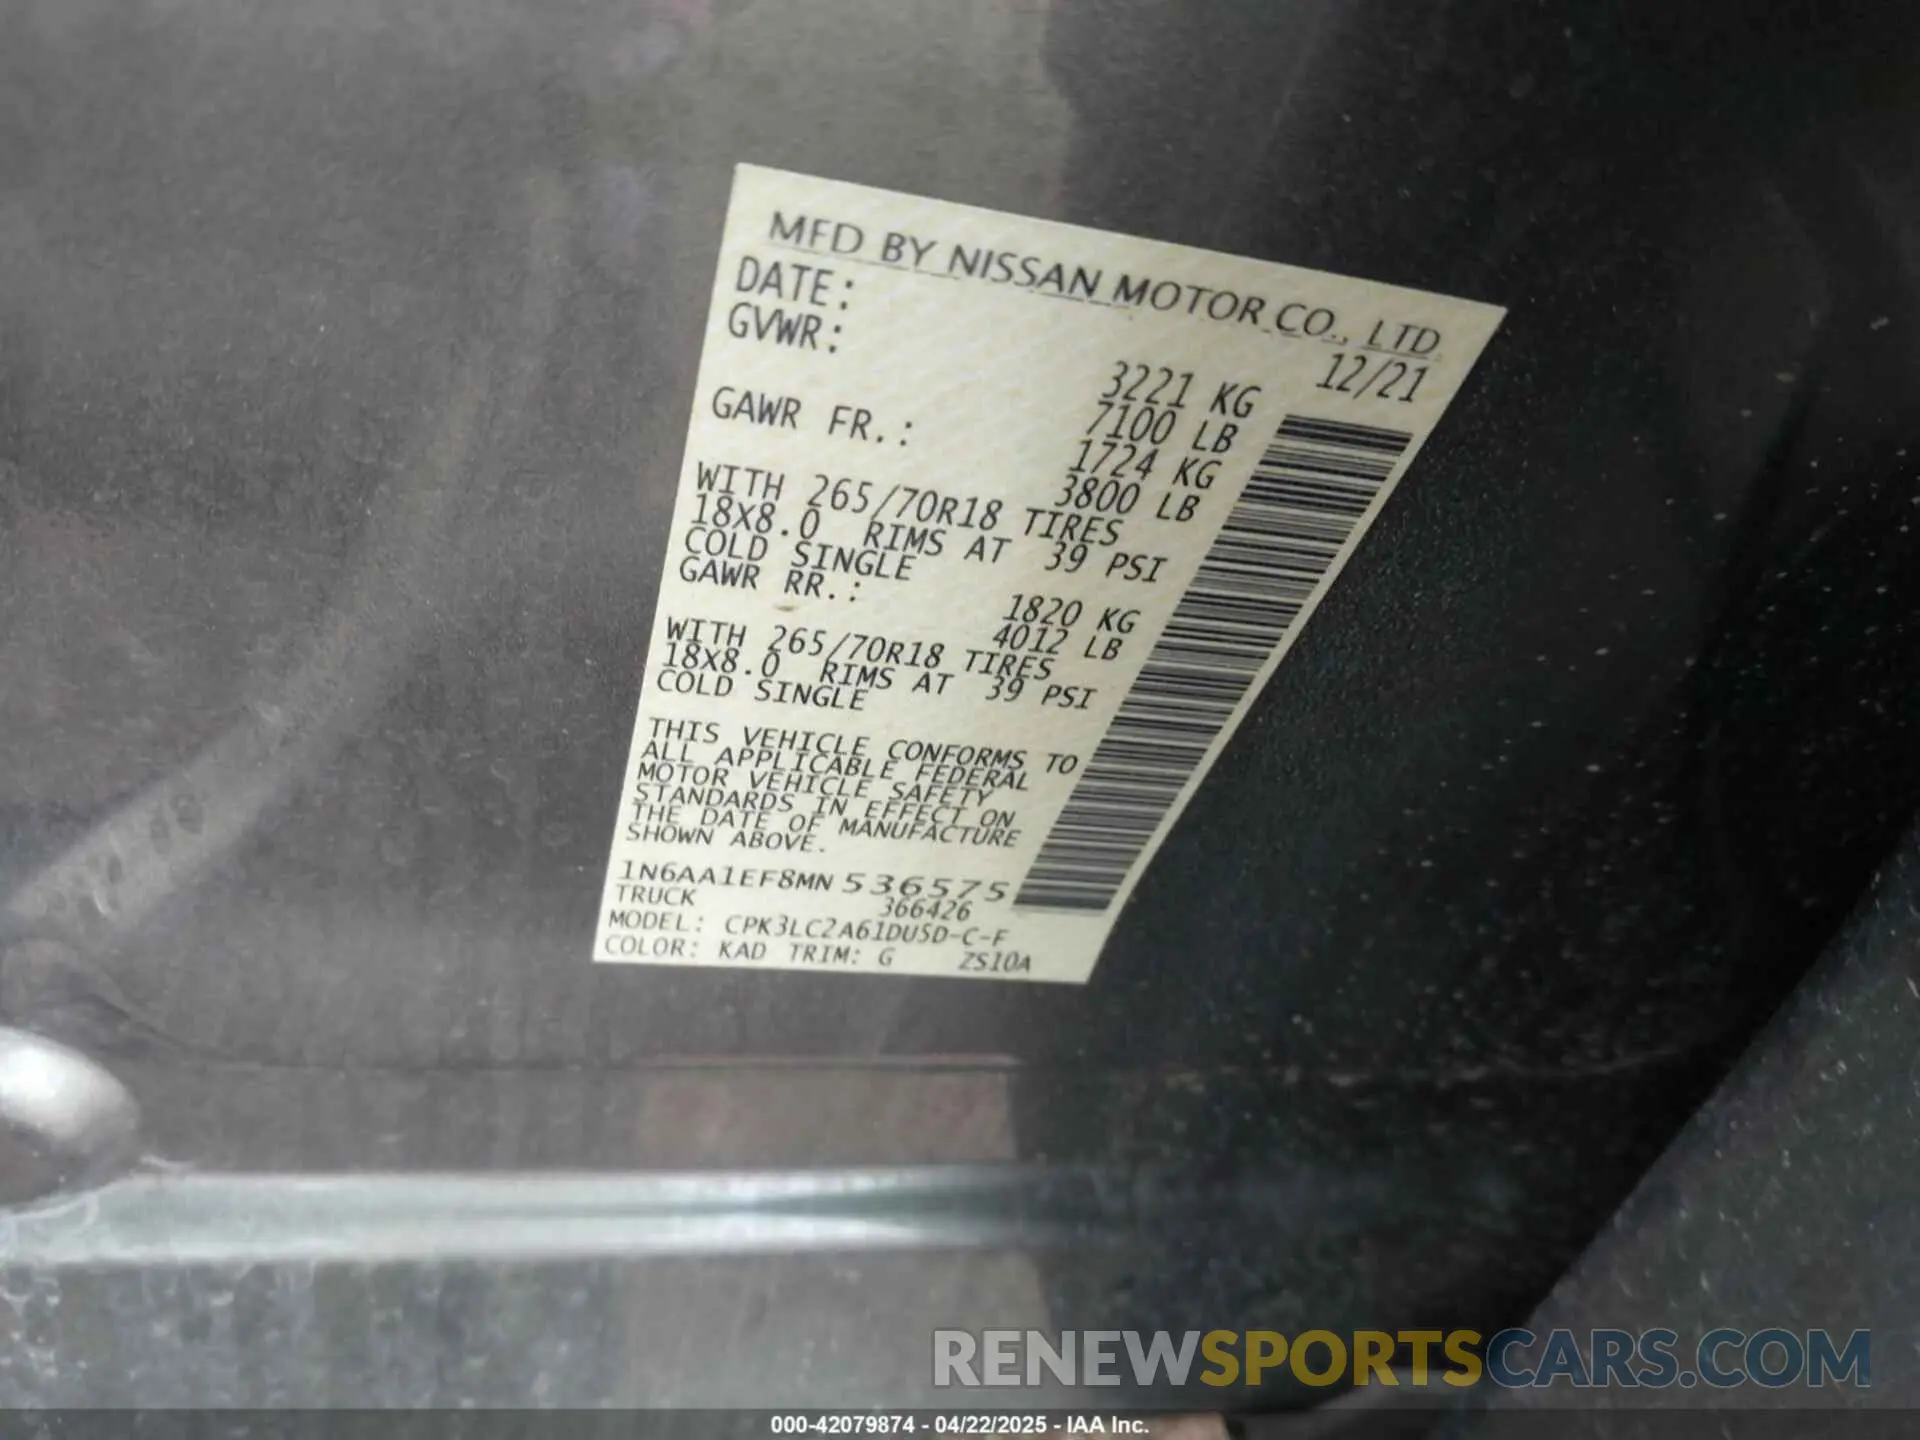 MFD BY NISSAN MOTOR CO., LTD.
DATE: 12/21
GVWR: 3221 KG
7100 LB
GAWR FR.: 1724 KG
3800 LB
WITH 265/70R18 TIRES
18X8.0 RIMS AT 39 PSI
COLD SINGLE
GAWR RR.: 1820 KG
4012 LB
WITH 265/70R18 TIRES
18X8.0 RIMS AT 39 PSI
COLD SINGLE
THIS VEHICLE CONFORMS TO
ALL APPLICABLE FEDERAL
MOTOR VEHICLE SAFETY
STANDARDS IN EFFECT ON
THE DATE OF MANUFACTURE
SHOWN ABOVE.
1N6AA1EF8MN536575
TRUCK 366426
MODEL: CPK3LC2A61DU5D-C-F
COLOR: KAD TRIM: G ZS10A
RENEWSPORTSCARS.COM
000-42079874 - 04/22/2025 - IAA Inc.